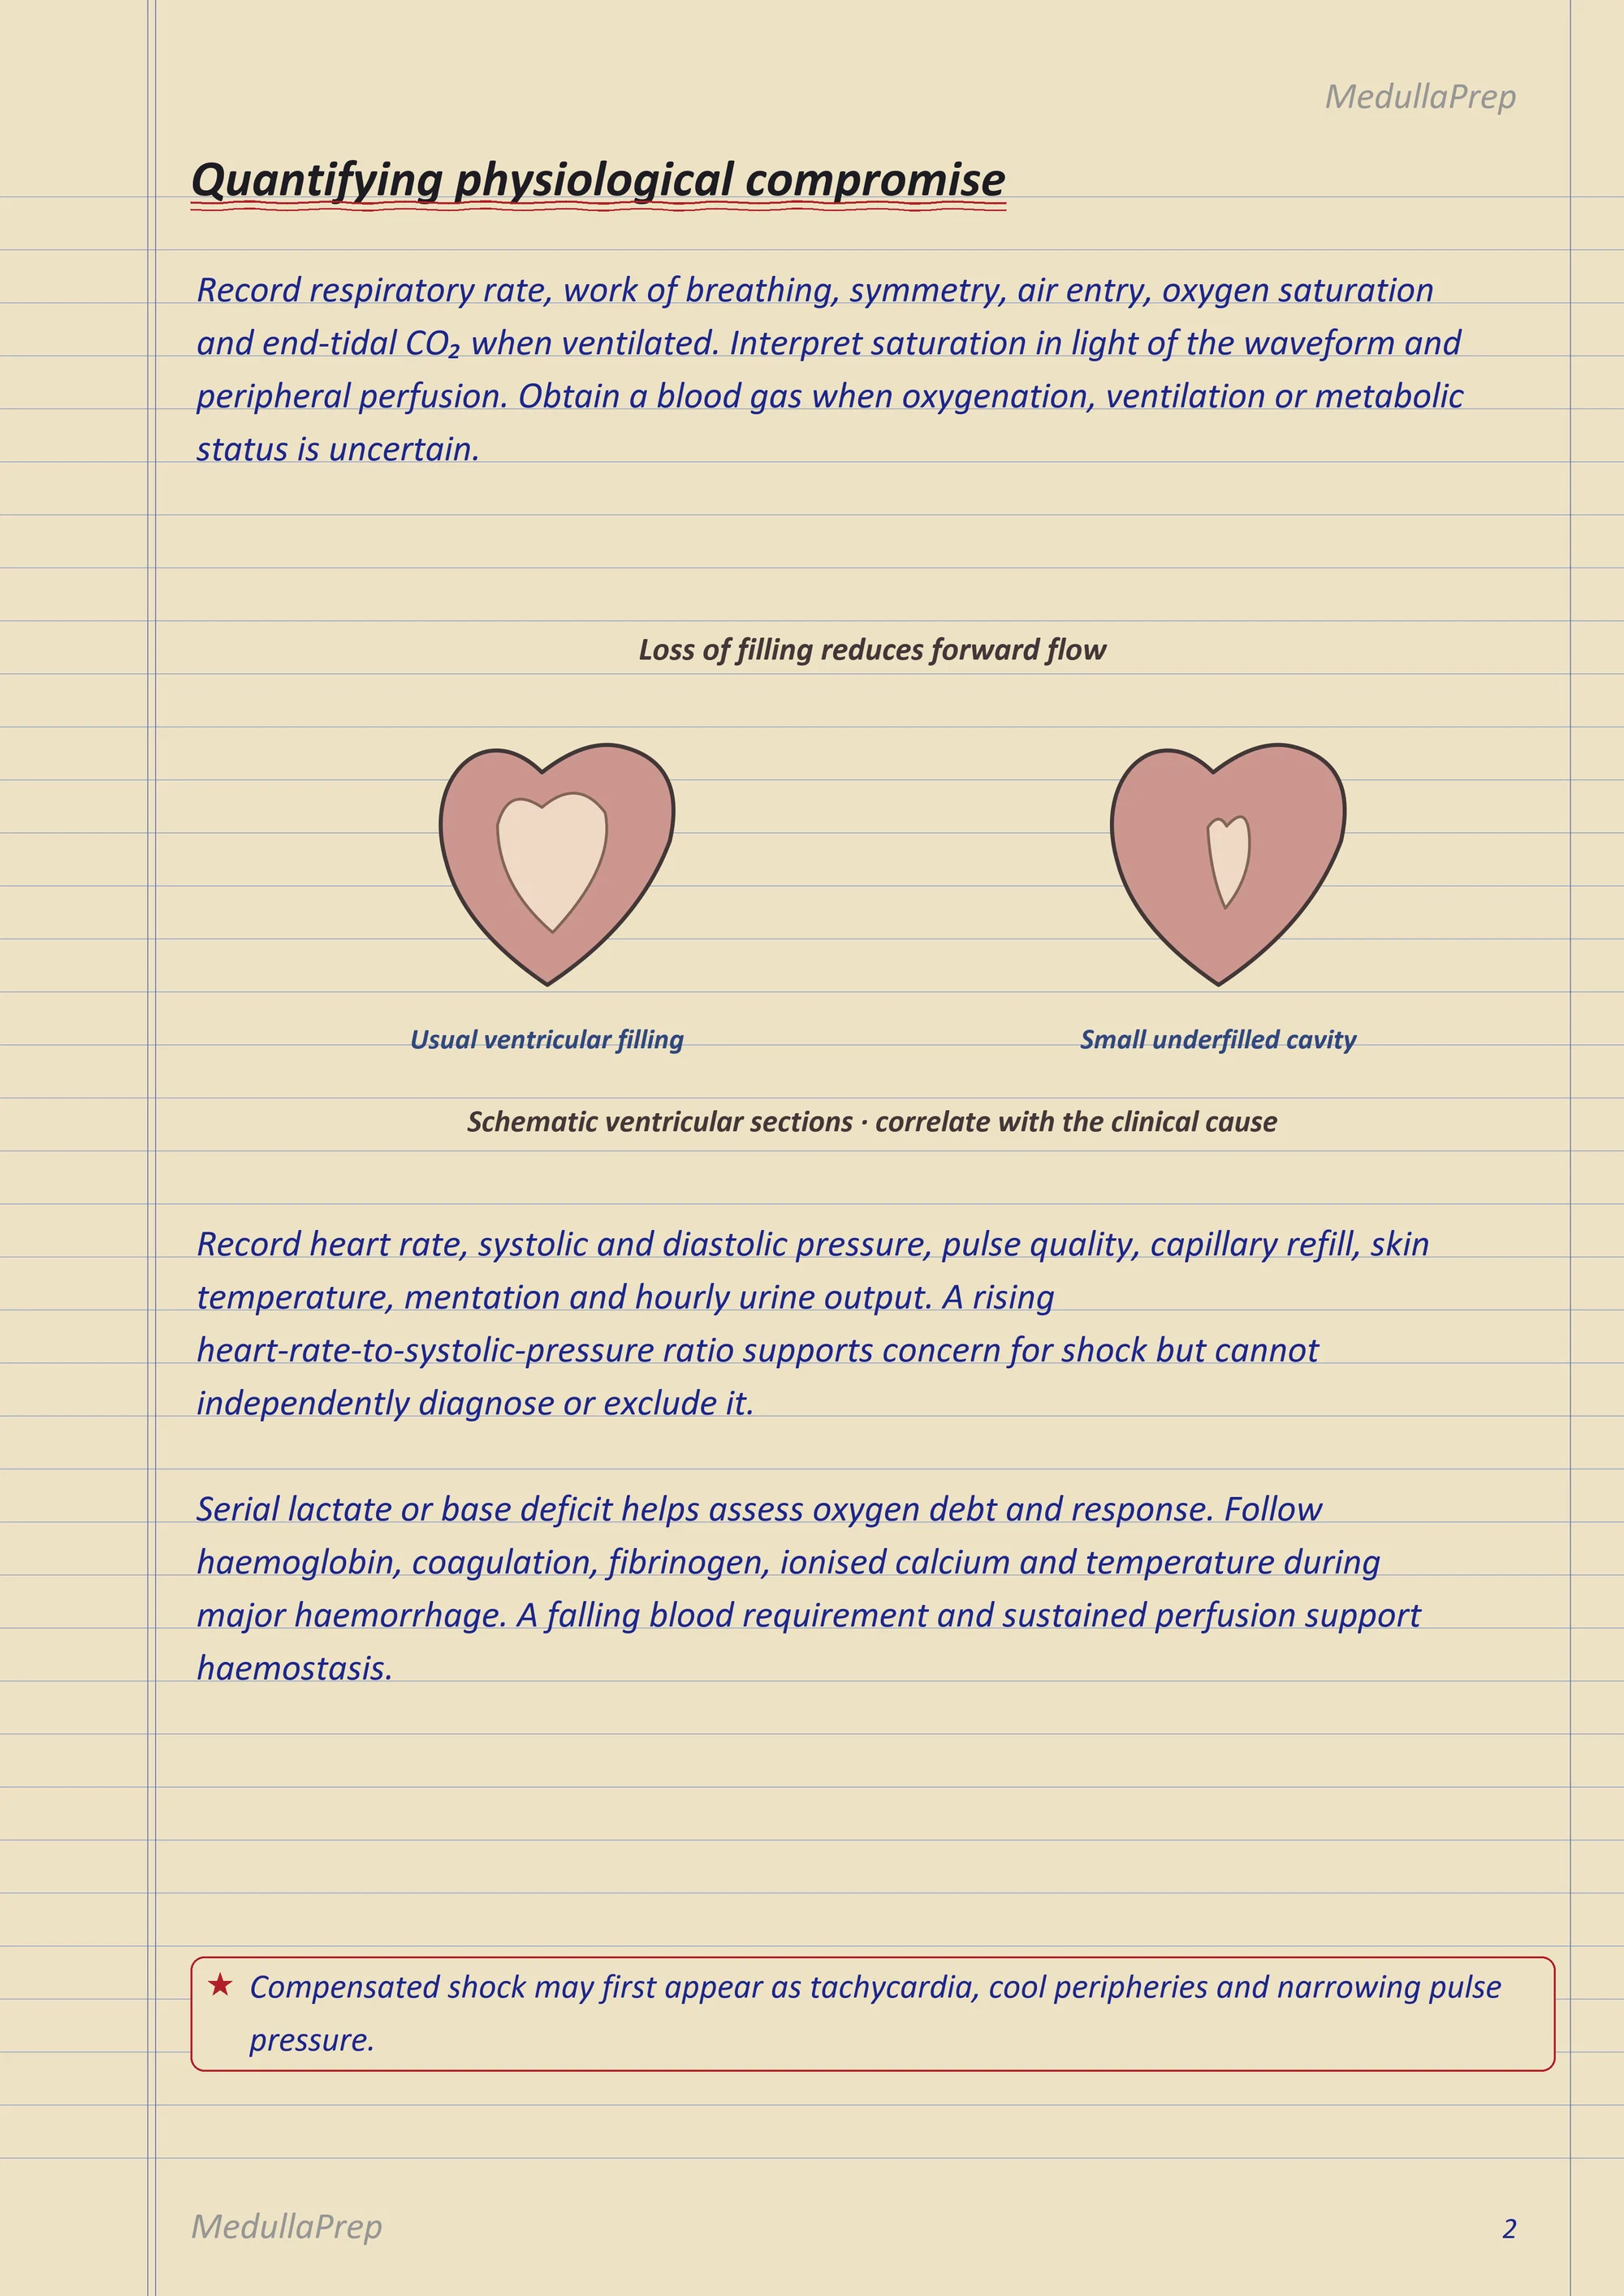 MedullaPrep
Quantifying physiological compromise
Record respiratory rate, work of breathing, symmetry, air entry, oxygen saturation
and end-tidal CO₂ when ventilated. Interpret saturation in light of the waveform and
peripheral perfusion. Obtain a blood gas when oxygenation, ventilation or metabolic
status is uncertain.
Loss of filling reduces forward flow
Usual ventricular filling
Small underfilled cavity
Schematic ventricular sections · correlate with the clinical cause
Record heart rate, systolic and diastolic pressure, pulse quality, capillary refill, skin
temperature, mentation and hourly urine output. A rising
heart-rate-to-systolic-pressure ratio supports concern for shock but cannot
independently diagnose or exclude it.
Serial lactate or base deficit helps assess oxygen debt and response. Follow
haemoglobin, coagulation, fibrinogen, ionised calcium and temperature during
major haemorrhage. A falling blood requirement and sustained perfusion support
haemostasis.
★ Compensated shock may first appear as tachycardia, cool peripheries and narrowing pulse
pressure.
MedullaPrep
2